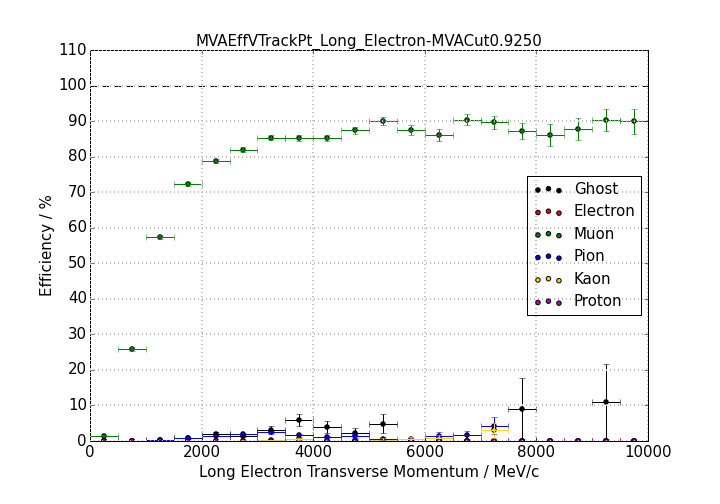 MVAEffVTrackPt_Long_Electron-MVACut0.9250
110
100
90
80
70
60
50
40
30
20
10
0
Efficiency / %
Ghost
Electron
Muon
Pion
Kaon
Proton
0 2000 4000 6000 8000 10000
Long Electron Transverse Momentum / MeV/c